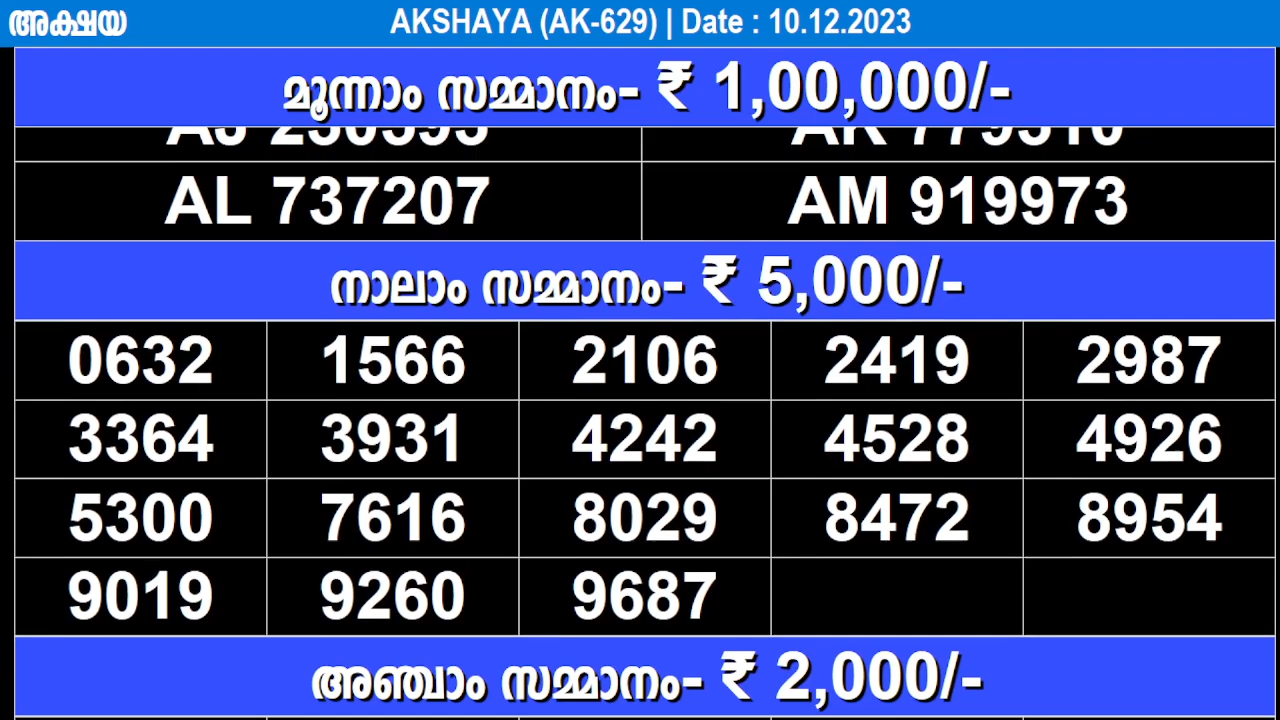 അക്ഷയ AKSHAYA (AK-629) | Date : 10.12.2023
മൂന്നാം സമ്മാനം- ₹ 1,00,000/-
AL 737207 AM 919973
നാലാം സമ്മാനം- ₹ 5,000/-
0632 1566 2106 2419 2987
3364 3931 4242 4528 4926
5300 7616 8029 8472 8954
9019 9260 9687
അഞ്ചാം സമ്മാനം- ₹ 2,000/-